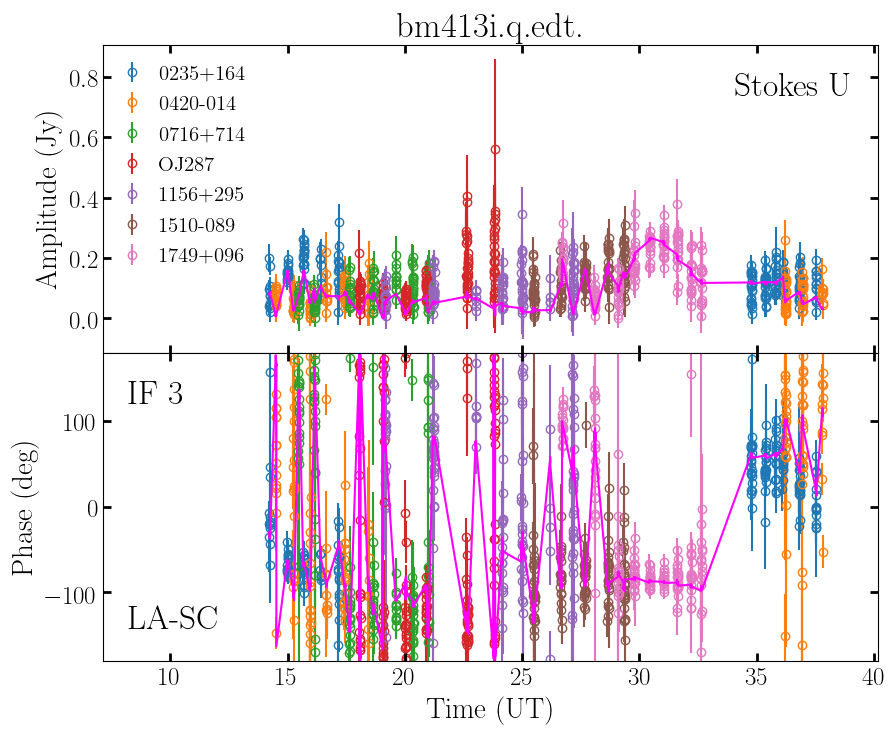 bm413i.q.edt.
Stokes U
0235+164
0420-014
0716+714
OJ287
1156+295
1510-089
1749+096
Amplitude (Jy)
0.8
0.6
0.4
0.2
0.0
IF 3
LA-SC
Phase (deg)
100
0
−100
10 15 20 25 30 35 40
Time (UT)